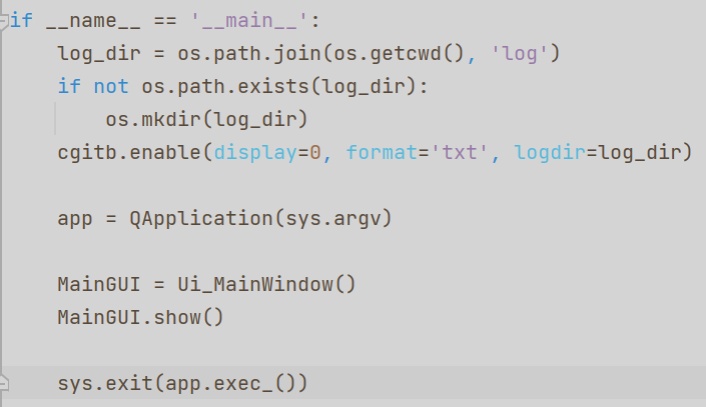 if __name__ == '__main__':
    log_dir = os.path.join(os.getcwd(), 'log')
    if not os.path.exists(log_dir):
        os.mkdir(log_dir)
    cgitb.enable(display=0, format='txt', logdir=log_dir)

    app = QApplication(sys.argv)

    MainGUI = Ui_MainWindow()
    MainGUI.show()

    sys.exit(app.exec_())